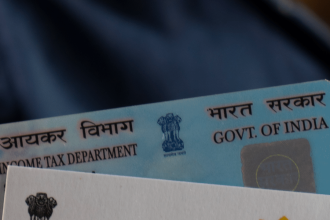 आयकर विभाग
INCOME TAX DEPARTMENT
भारत सरकार
GOVT. OF INDIA